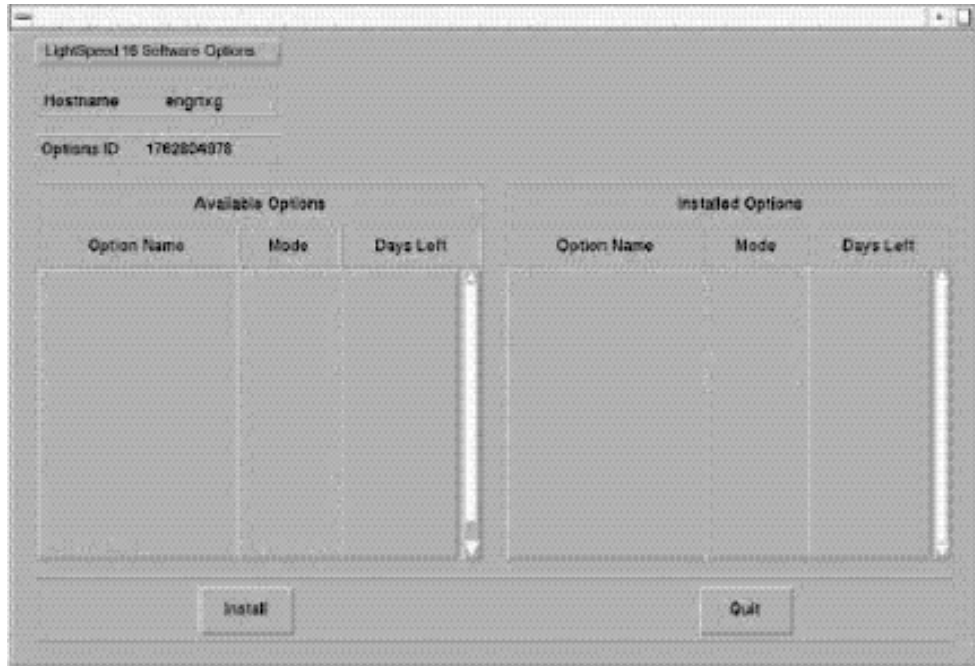 LightSpeed 16 Software Options
Hostname engrxg
Options ID 1762804978
Available Options Installed Options
Option Name Mode Days Left Option Name Mode Days Left
Install Quit